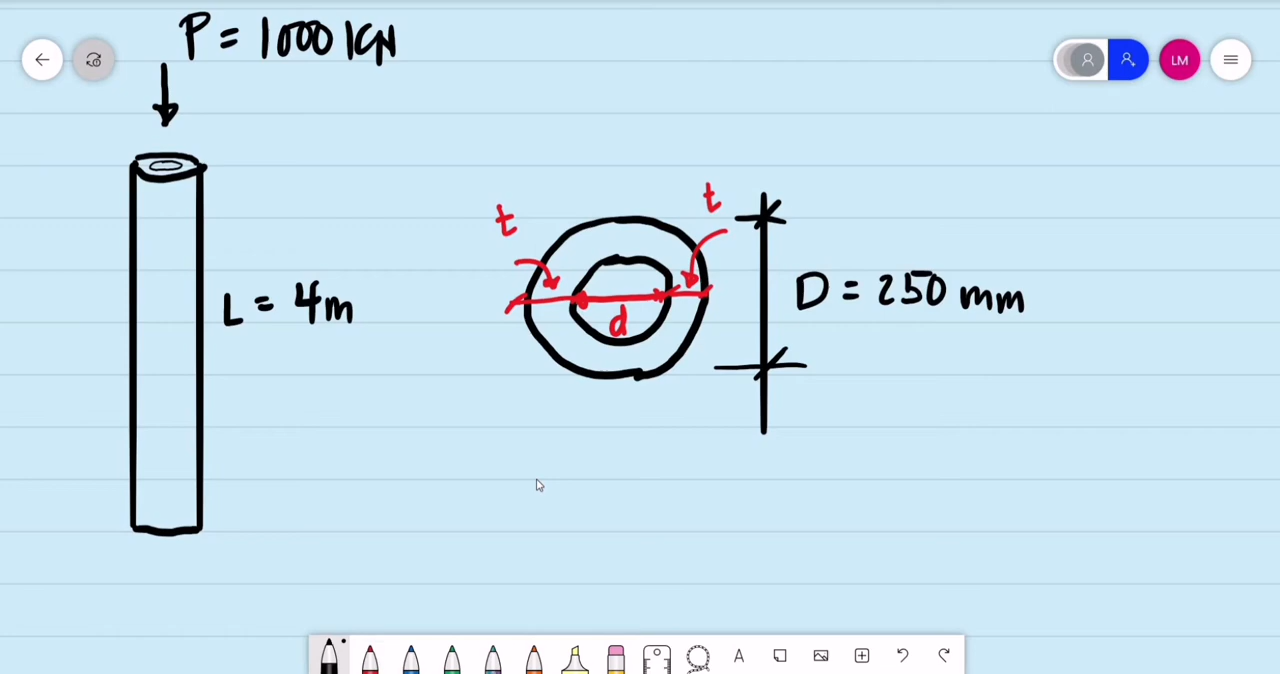 P = 1000 kN
LM
t
t
L = 4m
D = 250 mm
d
A